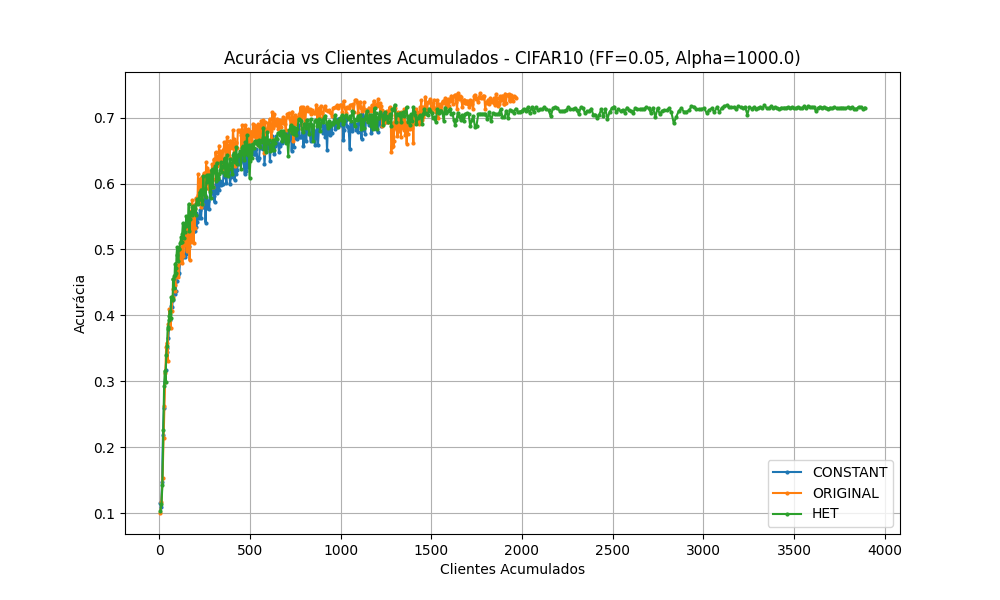 Acurácia vs Clientes Acumulados - CIFAR10 (FF=0.05, Alpha=1000.0)
Acurácia
0.7
0.6
0.5
0.4
0.3
0.2
0.1
CONSTANT
ORIGINAL
HET
0 500 1000 1500 2000 2500 3000 3500 4000
Clientes Acumulados